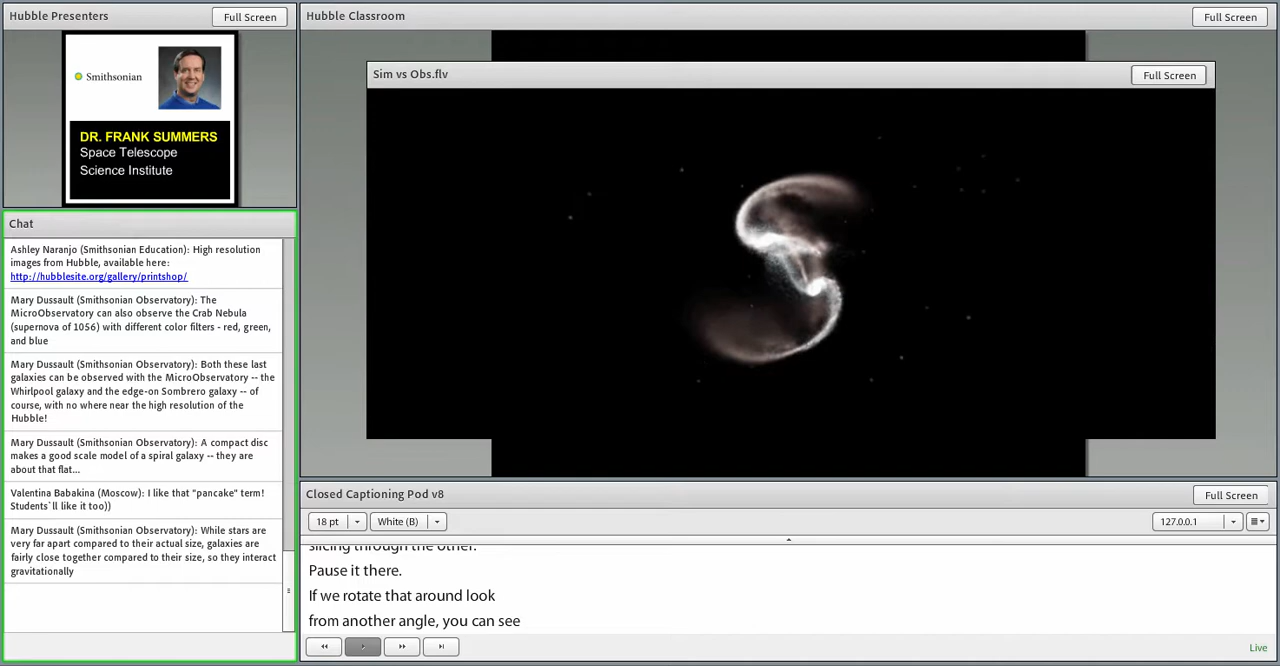 Hubble Presenters
Full Screen
Smithsonian
DR. FRANK SUMMERS
Space Telescope
Science Institute
Chat
Ashley Naranjo (Smithsonian Education): High resolution
images from Hubble, available here:
http://hubblesite.org/gallery/printshop/
Mary Dussault (Smithsonian Observatory): The
MicroObservatory can also observe the Crab Nebula
(supernova of 1056) with different color filters - red, green,
and blue
Mary Dussault (Smithsonian Observatory): Both these last
galaxies can be observed with the MicroObservatory -- the
Whirlpool galaxy and the edge-on Sombrero galaxy -- of
course, with no where near the high resolution of the
Hubble!
Mary Dussault (Smithsonian Observatory): A compact disc
makes a good scale model of a spiral galaxy -- they are
about that flat...
Valentina Babakina (Moscow): I like that "pancake" term!
Students`ll like it too))
Mary Dussault (Smithsonian Observatory): While stars are
very far apart compared to their actual size, galaxies are
fairly close together compared to their size, so they interact
gravitationally
Hubble Classroom
Full Screen
Sim vs Obs.flv
Full Screen
Closed Captioning Pod v8
Full Screen
18 pt
White (B)
127.0.0.1
slicing through the other.
Pause it there.
If we rotate that around look
from another angle, you can see
Live